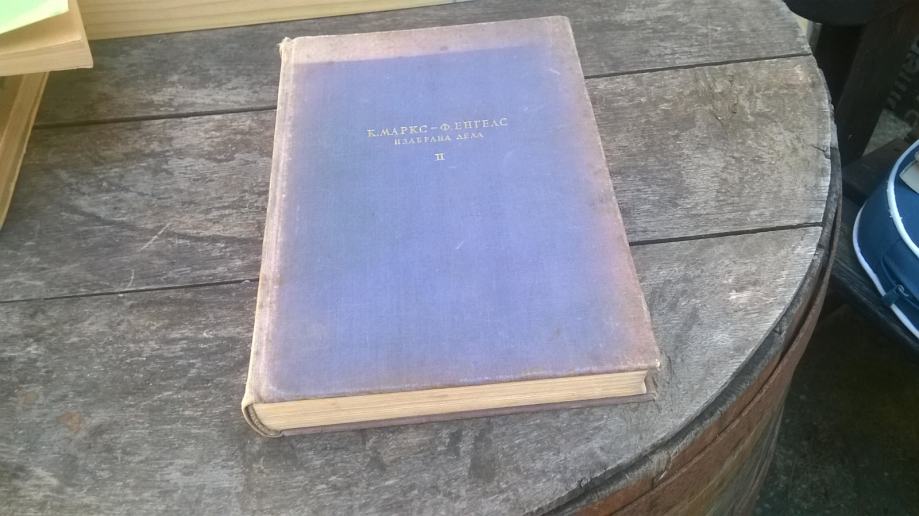 К. МАРКС – Ф. ЕНГЕЛС
ИЗАБРАНА ДЕЛА
II